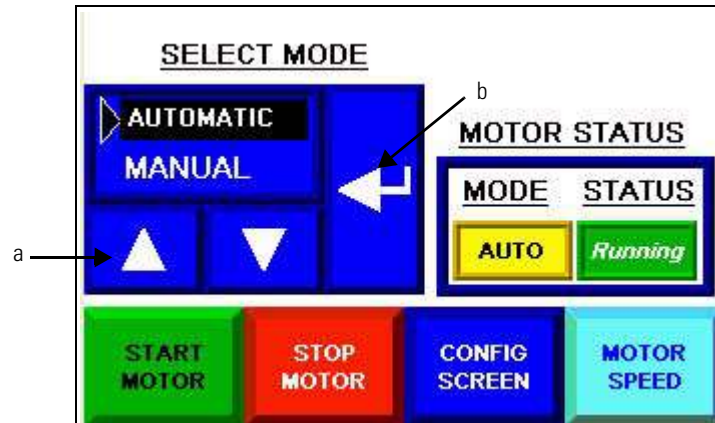 SELECT MODE
b
AUTOMATIC
MANUAL
MOTOR STATUS
MODE STATUS
AUTO Running
a
START MOTOR
STOP MOTOR
CONFIG SCREEN
MOTOR SPEED